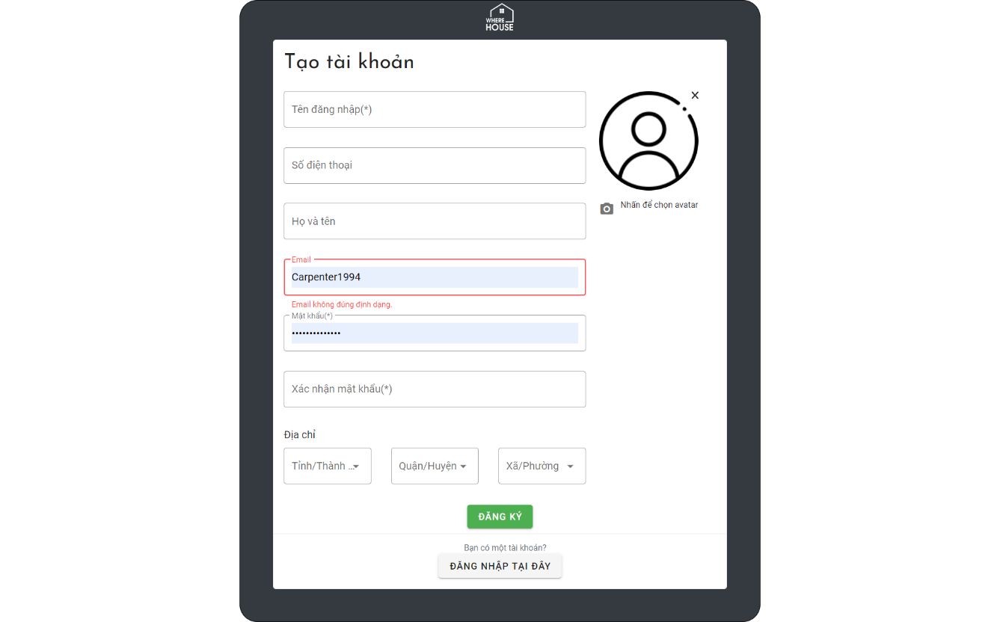 WHERE
HOUSE
Tạo tài khoản
Tên đăng nhập(*)
Số điện thoại
Họ và tên
Nhấn để chọn avatar
Email
Carpenter1994
Email không đúng định dạng.
Mật khẩu(*)
••••••••••••••
Xác nhận mật khẩu(*)
Địa chỉ
Tỉnh/Thành ... Quận/Huyện Xã/Phường
ĐĂNG KÝ
Bạn có một tài khoản?
ĐĂNG NHẬP TẠI ĐÂY